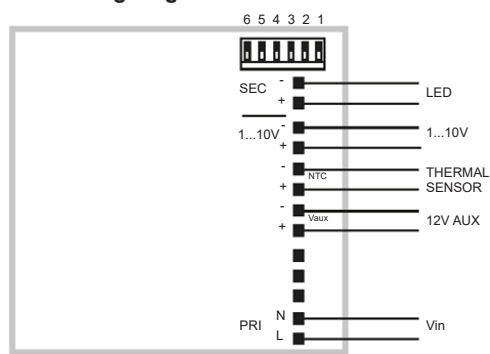 6 5 4 3 2 1
SEC - LED
+
1...10V - 1...10V
+
- NTC THERMAL
+ SENSOR
- Vaux 12V AUX
+
PRI N Vin
L